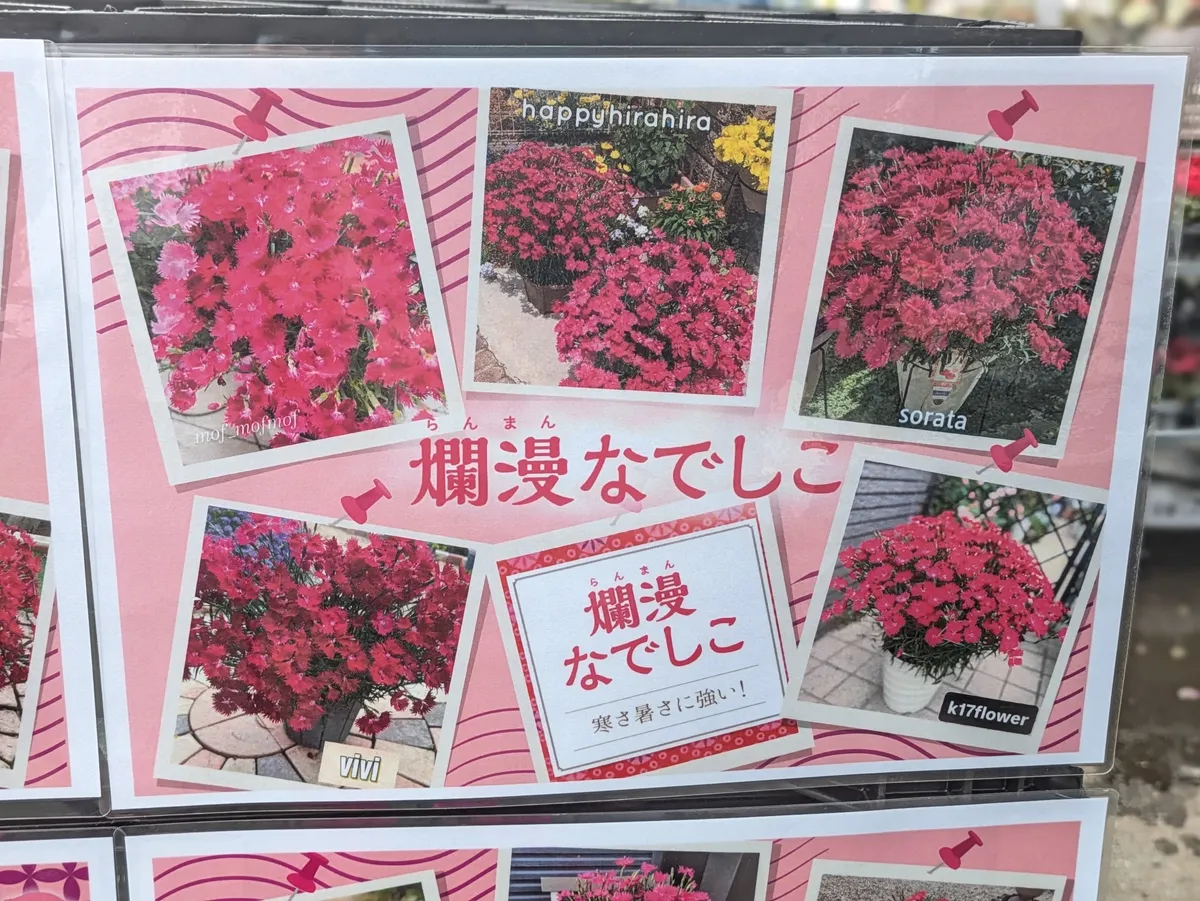 happyhirahira
mof_mofmof
sorata
らんまん
爛漫なでしこ
vivi
らんまん
爛漫
なでしこ
寒さ暑さに強い!
k17flower